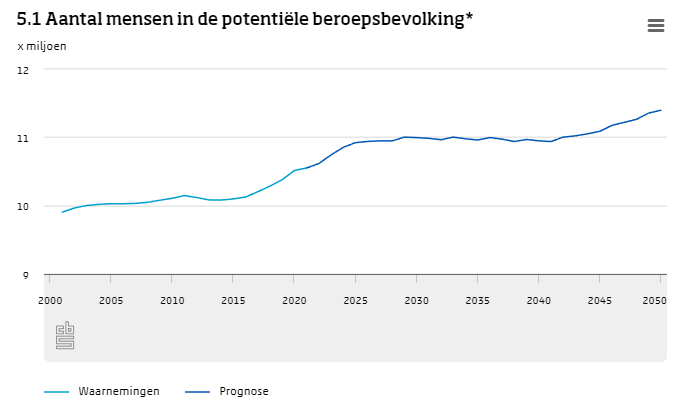 5.1 Aantal mensen in de potentiële beroepsbevolking*
x miljoen
12
11
10
9
2000 2005 2010 2015 2020 2025 2030 2035 2040 2045 2050
cbs
Waarnemingen Prognose